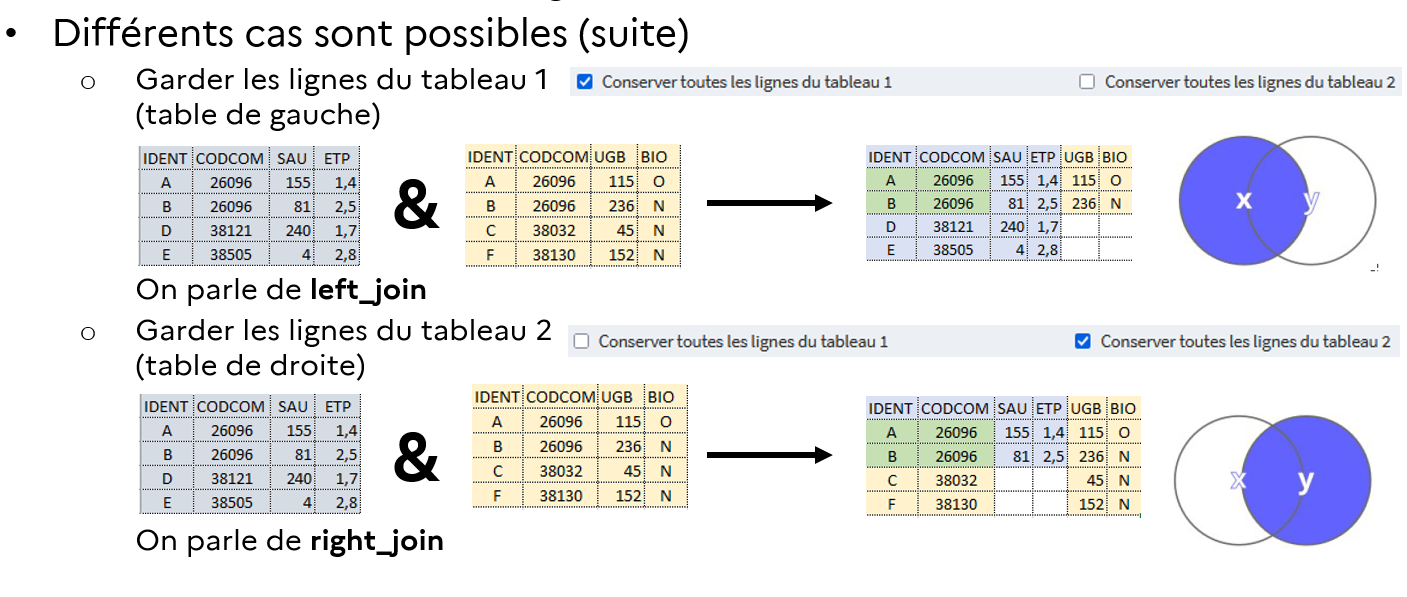 • Différents cas sont possibles (suite)
o Garder les lignes du tableau 1
(table de gauche)
Conserver toutes les lignes du tableau 1
Conserver toutes les lignes du tableau 2
IDENT CODCOM SAU ETP
A 26096 155 1,4
B 26096 81 2,5
D 38121 240 1,7
E 38505 4 2,8
&
IDENT CODCOM UGB BIO
A 26096 115 O
B 26096 236 N
C 38032 45 N
F 38130 152 N
IDENT CODCOM SAU ETP UGB BIO
A 26096 155 1,4 115 O
B 26096 81 2,5 236 N
D 38121 240 1,7
E 38505 4 2,8
x y
On parle de left_join
o Garder les lignes du tableau 2
(table de droite)
Conserver toutes les lignes du tableau 1
Conserver toutes les lignes du tableau 2
IDENT CODCOM SAU ETP
A 26096 155 1,4
B 26096 81 2,5
D 38121 240 1,7
E 38505 4 2,8
&
IDENT CODCOM UGB BIO
A 26096 115 O
B 26096 236 N
C 38032 45 N
F 38130 152 N
IDENT CODCOM SAU ETP UGB BIO
A 26096 155 1,4 115 O
B 26096 81 2,5 236 N
C 38032 45 N
F 38130 152 N
x y
On parle de right_join